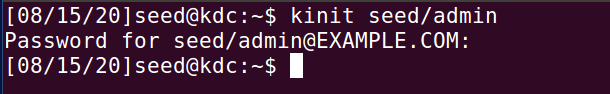 [08/15/20]seed@kdc:~$ kinit seed/admin
Password for seed/admin@EXAMPLE.COM:
[08/15/20]seed@kdc:~$